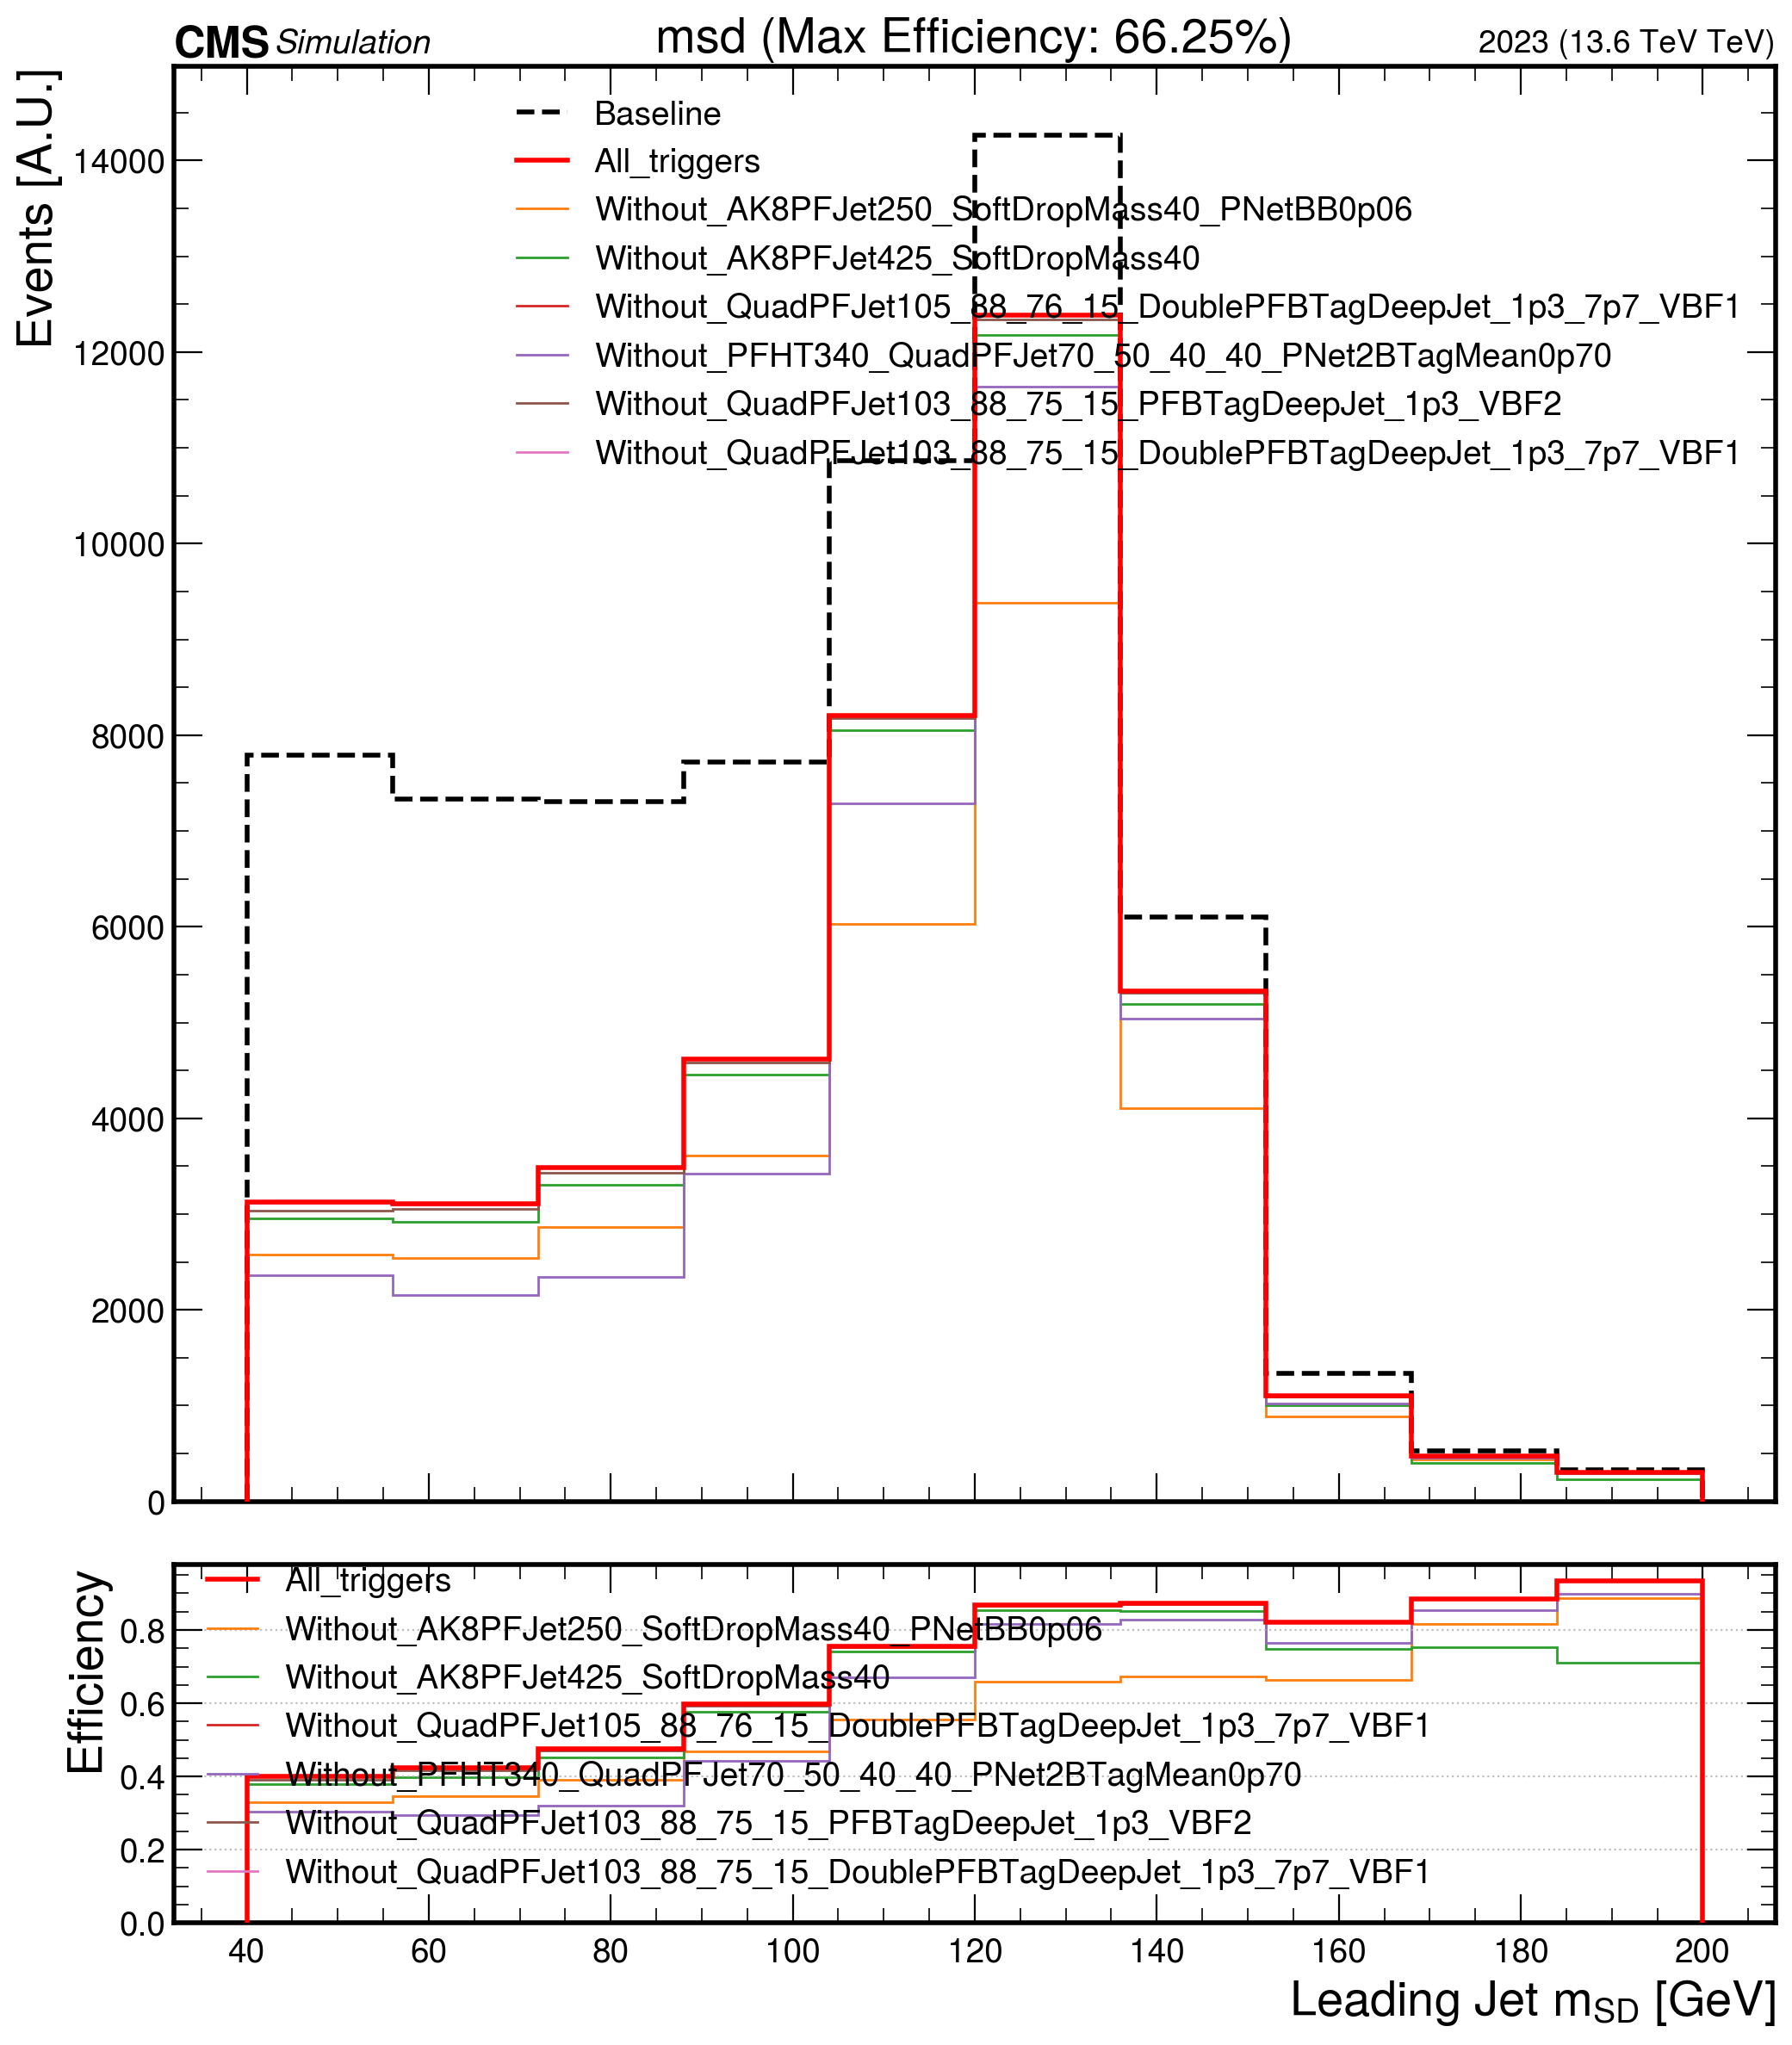 CMS Simulation msd (Max Efficiency: 66.25%) 2023 (13.6 TeV TeV)
Events [A.U.]
Baseline
All_triggers
Without_AK8PFJet250_SoftDropMass40_PNetBB0p06
Without_AK8PFJet425_SoftDropMass40
Without_QuadPFJet105_88_76_15_DoublePFBTagDeepJet_1p3_7p7_VBF1
Without_PFHT340_QuadPFJet70_50_40_40_PNet2BTagMean0p70
Without_QuadPFJet103_88_75_15_PFBTagDeepJet_1p3_VBF2
Without_QuadPFJet103_88_75_15_DoublePFBTagDeepJet_1p3_7p7_VBF1
14000
12000
10000
8000
6000
4000
2000
0
Efficiency
All_triggers
Without_AK8PFJet250_SoftDropMass40_PNetBB0p06
Without_AK8PFJet425_SoftDropMass40
Without_QuadPFJet105_88_76_15_DoublePFBTagDeepJet_1p3_7p7_VBF1
Without_PFHT340_QuadPFJet70_50_40_40_PNet2BTagMean0p70
Without_QuadPFJet103_88_75_15_PFBTagDeepJet_1p3_VBF2
Without_QuadPFJet103_88_75_15_DoublePFBTagDeepJet_1p3_7p7_VBF1
0.8
0.6
0.4
0.2
0.0
40 60 80 100 120 140 160 180 200
Leading Jet m_SD [GeV]